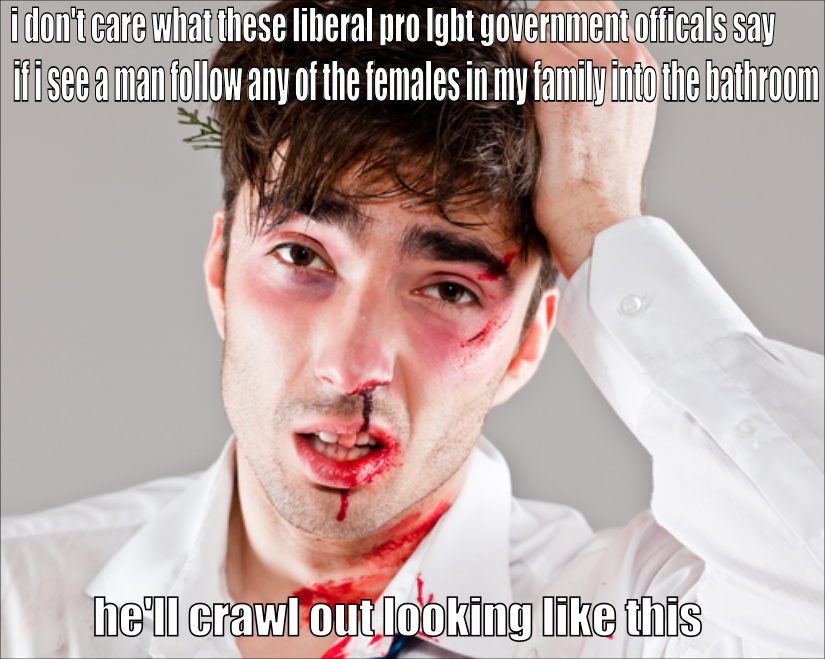 i don't care what these liberal pro lgbt government officals say
if i see a man follow any of the females in my family into the bathroom
he'll crawl out looking like this